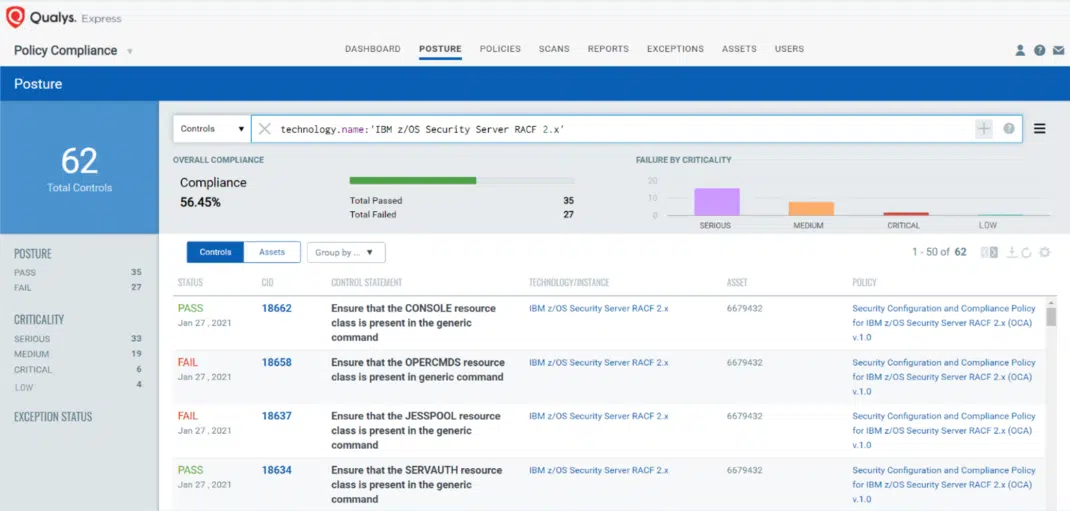 Qualys. Express
Policy Compliance
DASHBOARD POSTURE POLICIES SCANS REPORTS EXCEPTIONS ASSETS USERS
Posture
62
Total Controls
Controls technology.name:'IBM z/OS Security Server RACF 2.x'
OVERALL COMPLIANCE
Compliance
56.45%
Total Passed 35
Total Failed 27
FAILURE BY CRITICALITY
20
10
0
SERIOUS MEDIUM CRITICAL LOW
POSTURE
PASS 35
FAIL 27
CRITICALITY
SERIOUS 33
MEDIUM 19
CRITICAL 6
LOW 4
EXCEPTION STATUS
Controls Assets Group by ... 1 - 50 of 62
STATUS CID CONTROL STATEMENT TECHNOLOGY/INSTANCE ASSET POLICY
PASS 18662 Ensure that the CONSOLE resource IBM z/OS Security Server RACF 2.x 6679432 Security Configuration and Compliance Policy
Jan 27 , 2021 class is present in the generic for IBM z/OS Security Server RACF 2.x (OCA)
command v.1.0
FAIL 18658 Ensure that the OPERCMDS resource IBM z/OS Security Server RACF 2.x 6679432 Security Configuration and Compliance Policy
Jan 27 , 2021 class is present in generic command for IBM z/OS Security Server RACF 2.x (OCA)
v.1.0
FAIL 18637 Ensure that the JESSPOOL resource IBM z/OS Security Server RACF 2.x 6679432 Security Configuration and Compliance Policy
Jan 27 , 2021 class is present in the generic for IBM z/OS Security Server RACF 2.x (OCA)
command v.1.0
PASS 18634 Ensure that the SERVAUTH resource IBM z/OS Security Server RACF 2.x 6679432 Security Configuration and Compliance Policy
Jan 27 , 2021 class is present in the generic for IBM z/OS Security Server RACF 2.x (OCA)
command v.1.0